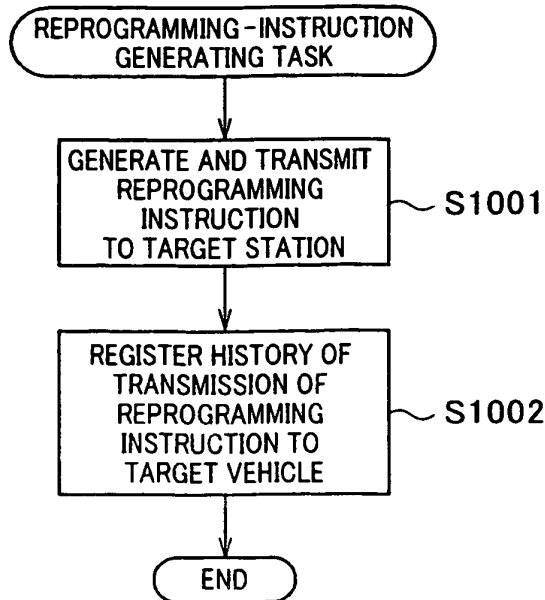 REPROGRAMMING-INSTRUCTION
GENERATING TASK
GENERATE AND TRANSMIT
REPROGRAMMING
INSTRUCTION
TO TARGET STATION
S1001
REGISTER HISTORY OF
TRANSMISSION OF
REPROGRAMMING
INSTRUCTION TO
TARGET VEHICLE
S1002
END